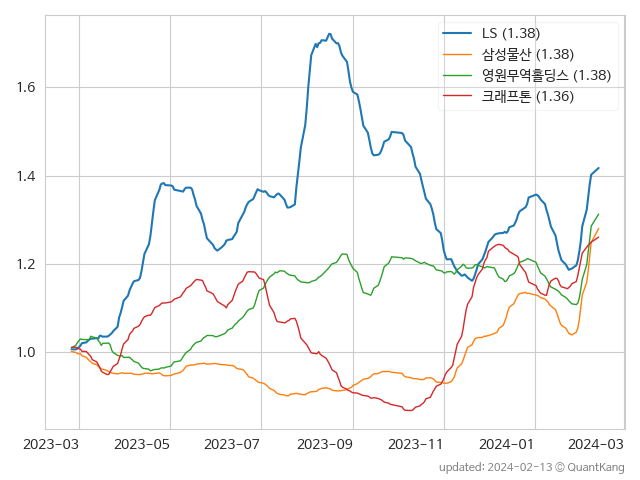 LS (1.38)
삼성물산 (1.38)
영원무역홀딩스 (1.38)
크래프톤 (1.36)
1.6
1.4
1.2
1.0
2023-03 2023-05 2023-07 2023-09 2023-11 2024-01 2024-03
updated: 2024-02-13 © QuantKang